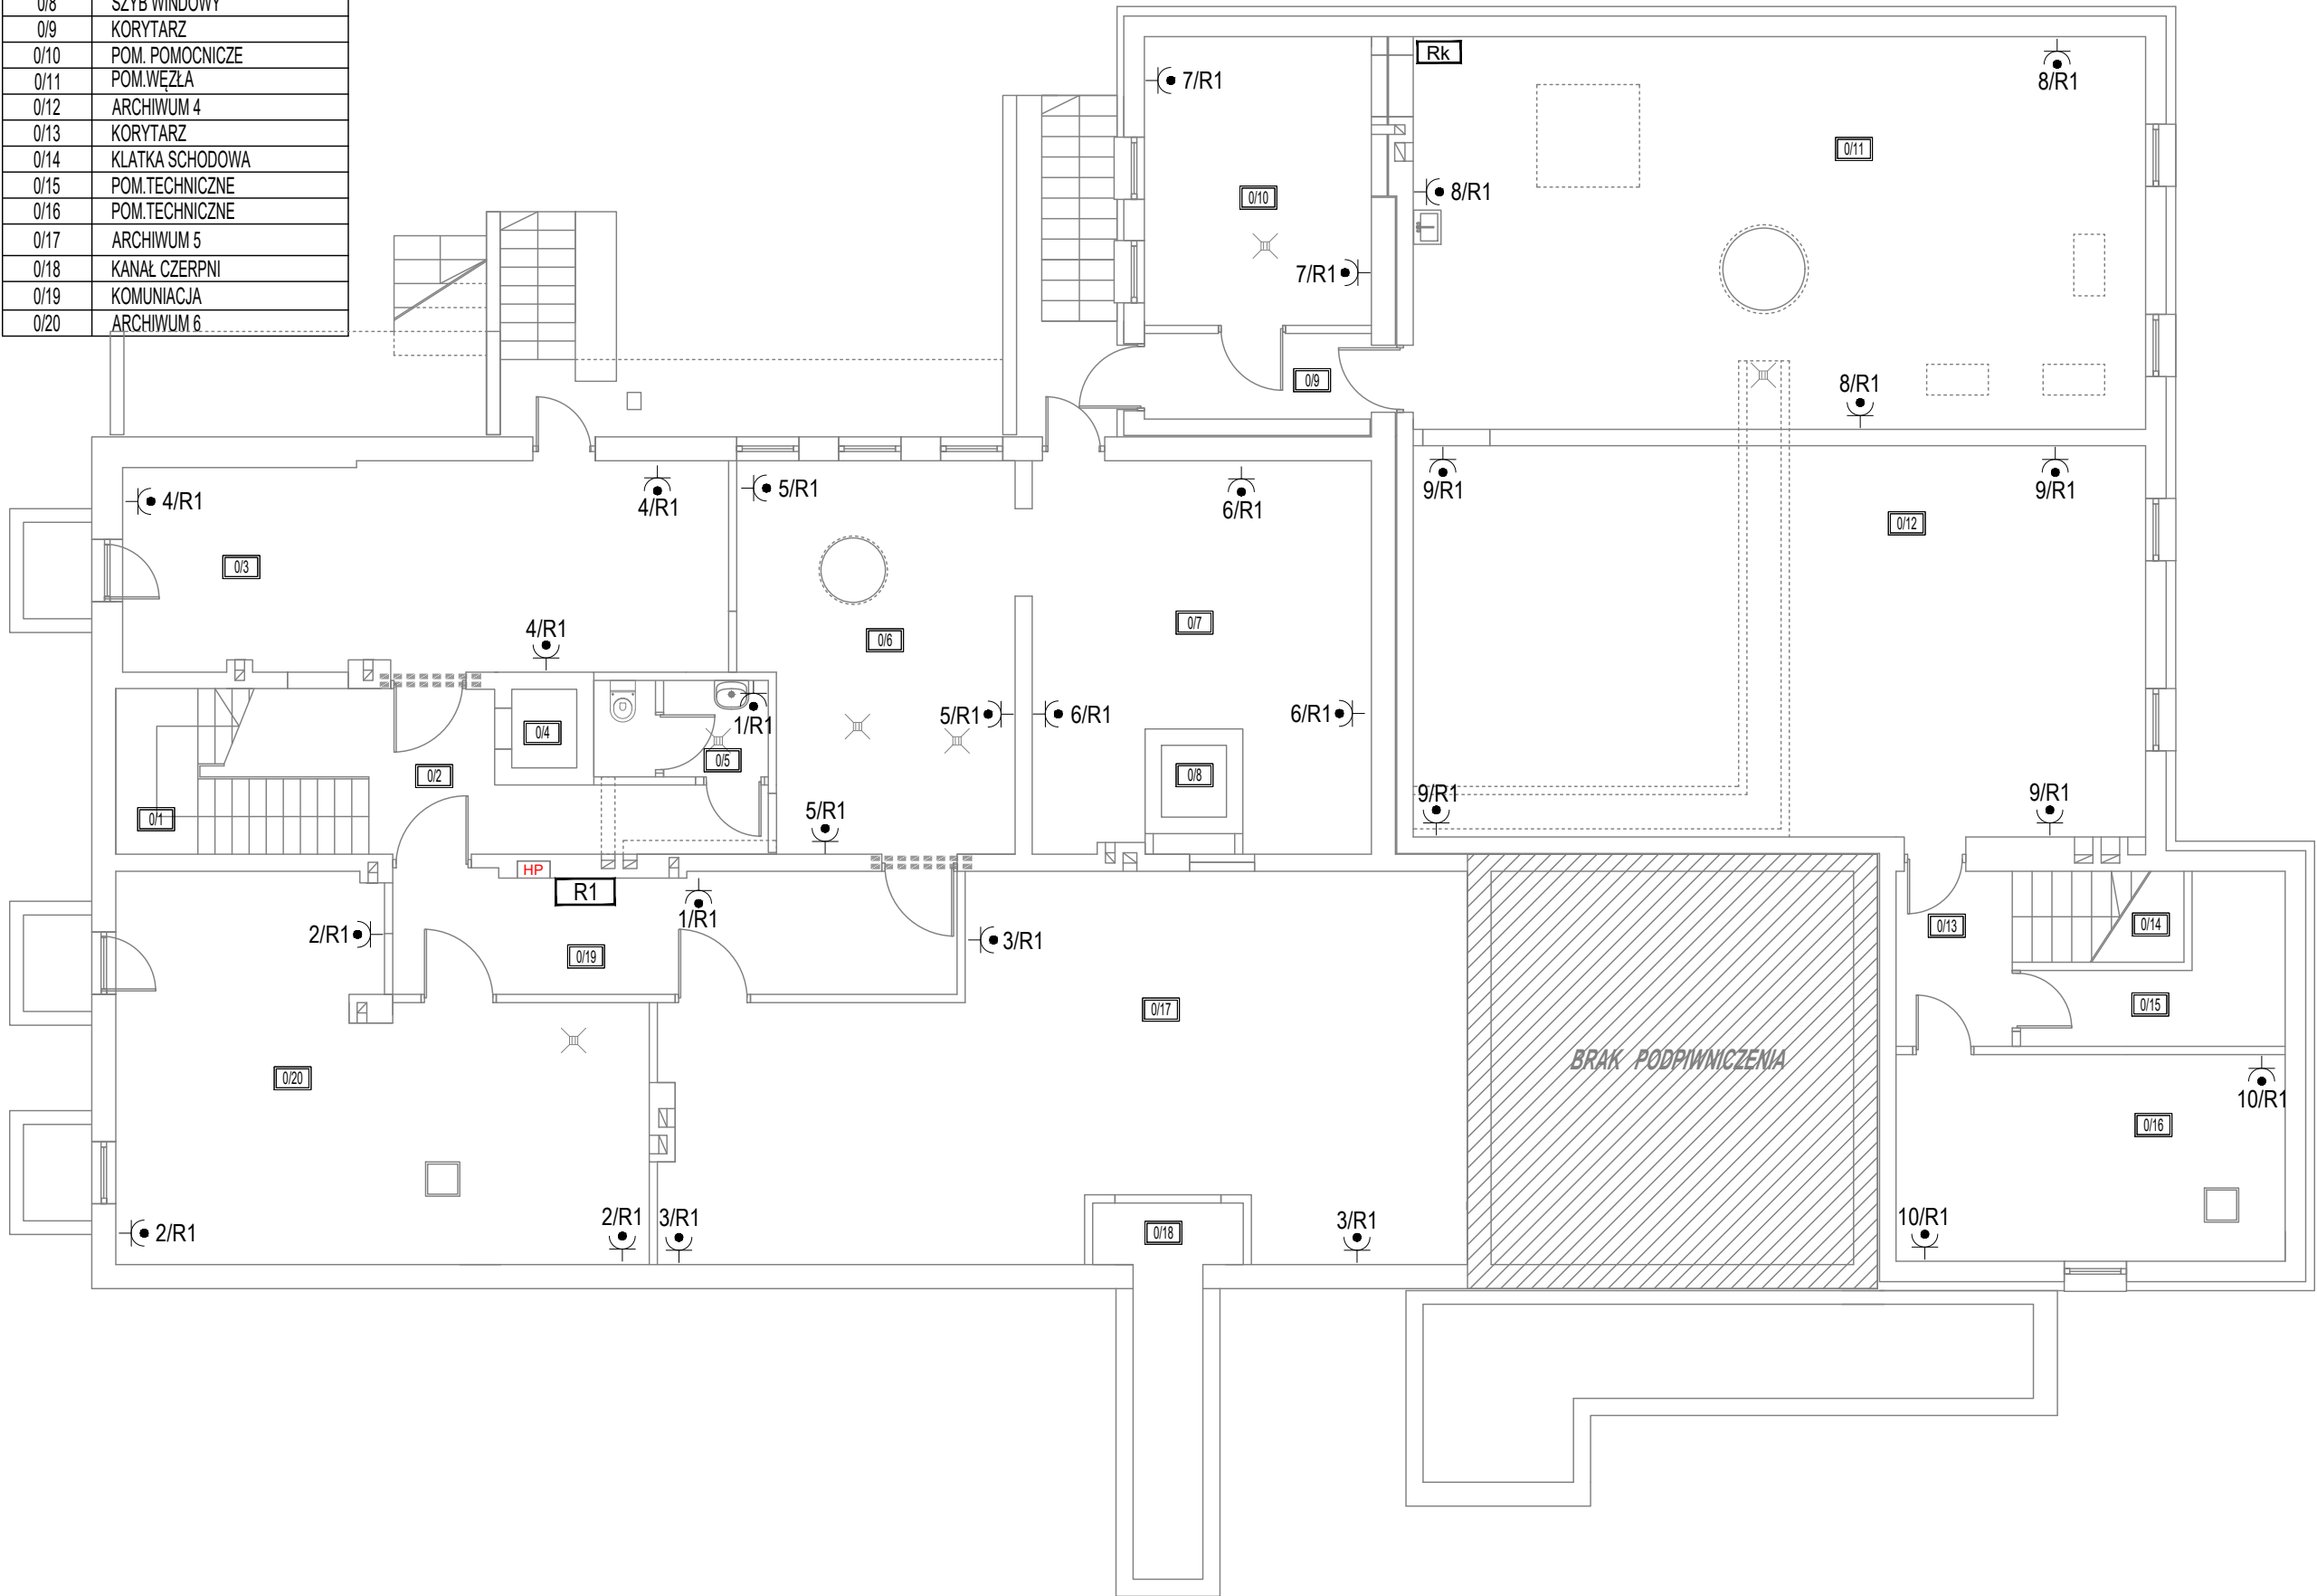 0/8 SZYB WINDOWY
0/9 KORYTARZ
0/10 POM. POMOCNICZE
0/11 POM.WĘZŁA
0/12 ARCHIWUM 4
0/13 KORYTARZ
0/14 KLATKA SCHODOWA
0/15 POM.TECHNICZNE
0/16 POM.TECHNICZNE
0/17 ARCHIWUM 5
0/18 KANAŁ CZERPNI
0/19 KOMUNIACJA
0/20 ARCHIWUM 6
Rk
7/R1
8/R1
0/11
8/R1
0/10
7/R1
0/9
8/R1
4/R1
4/R1
5/R1
6/R1
9/R1
9/R1
0/12
0/3
4/R1
0/6
0/7
1/R1
5/R1
6/R1
6/R1
0/4
0/5
0/2
0/8
0/1
5/R1
9/R1
9/R1
HP
R1
1/R1
2/R1
3/R1
0/19
0/13
0/14
0/17
0/15
BRAK PODPIWNICZENIA
0/20
10/R1
0/16
2/R1
2/R1
3/R1
0/18
3/R1
10/R1